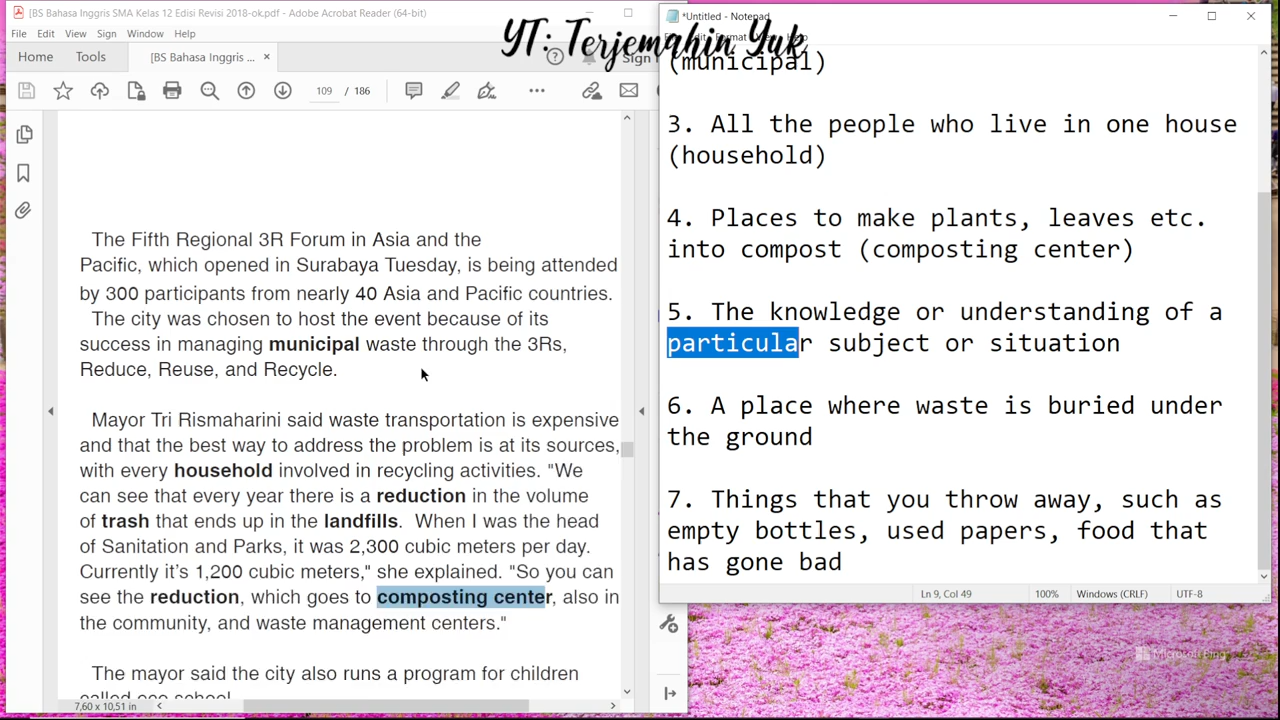 [BS Bahasa Inggris SMA Kelas 12 Edisi Revisi 2018-ok.pdf - Adobe Acrobat Reader (64-bit)
File Edit View Sign Window Help
Home Tools
[BS Bahasa Inggris ... ×
Sign
109 / 186
The Fifth Regional 3R Forum in Asia and the
Pacific, which opened in Surabaya Tuesday, is being attended
by 300 participants from nearly 40 Asia and Pacific countries.
The city was chosen to host the event because of its
success in managing municipal waste through the 3Rs,
Reduce, Reuse, and Recycle.
Mayor Tri Rismaharini said waste transportation is expensive
and that the best way to address the problem is at its sources,
with every household involved in recycling activities. "We
can see that every year there is a reduction in the volume
of trash that ends up in the landfills. When I was the head
of Sanitation and Parks, it was 2,300 cubic meters per day.
Currently it's 1,200 cubic meters," she explained. "So you can
see the reduction, which goes to composting center, also in
the community, and waste management centers."
The mayor said the city also runs a program for children
called eco school
7,60 x 10,51 in
YT: Terjemahin Yuk
*Untitled - Notepad
File Edit Format View Help
(municipal)
3. All the people who live in one house
(household)
4. Places to make plants, leaves etc.
into compost (composting center)
5. The knowledge or understanding of a
particular subject or situation
6. A place where waste is buried under
the ground
7. Things that you throw away, such as
empty bottles, used papers, food that
has gone bad
Ln 9, Col 49 100% Windows (CRLF) UTF-8
Microsoft Bing